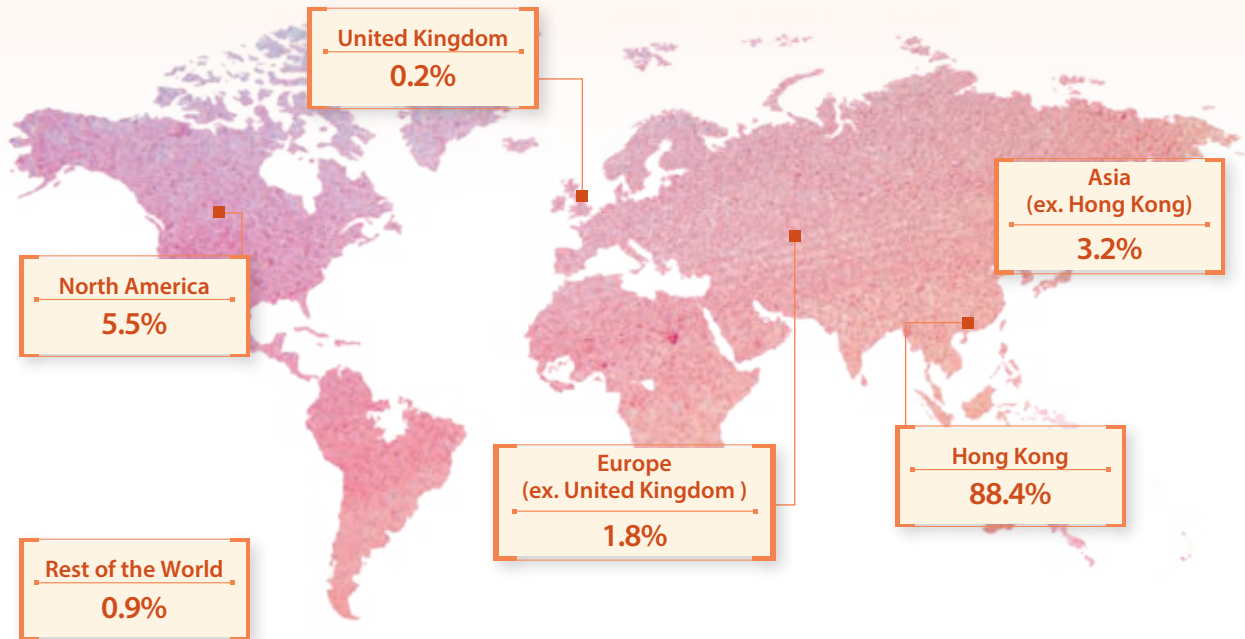 United Kingdom
0.2%
Asia
(ex. Hong Kong)
3.2%
North America
5.5%
Europe
(ex. United Kingdom )
1.8%
Hong Kong
88.4%
Rest of the World
0.9%